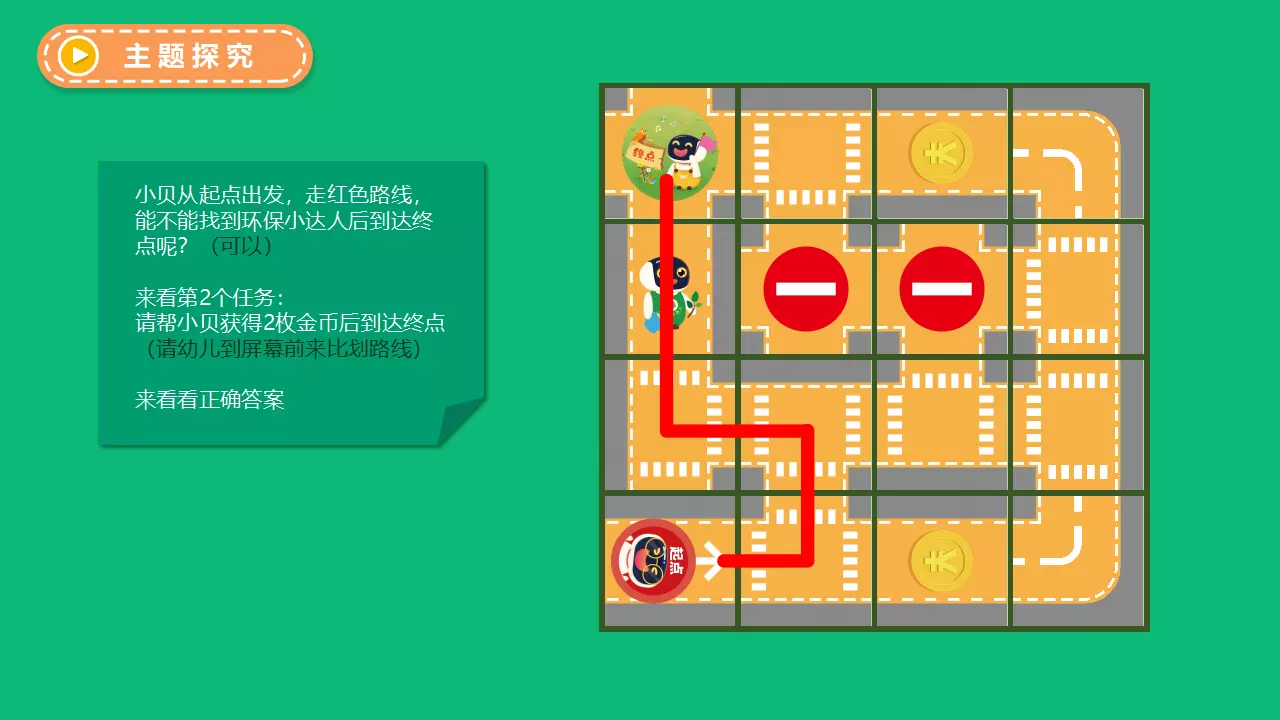 主题探究
小贝从起点出发，走红色路线，
能不能找到环保小达人后到达终
点呢？（可以）
来看第2个任务：
请帮小贝获得2枚金币后到达终点
（请幼儿到屏幕前来比划路线）
来看看正确答案
终点
起点